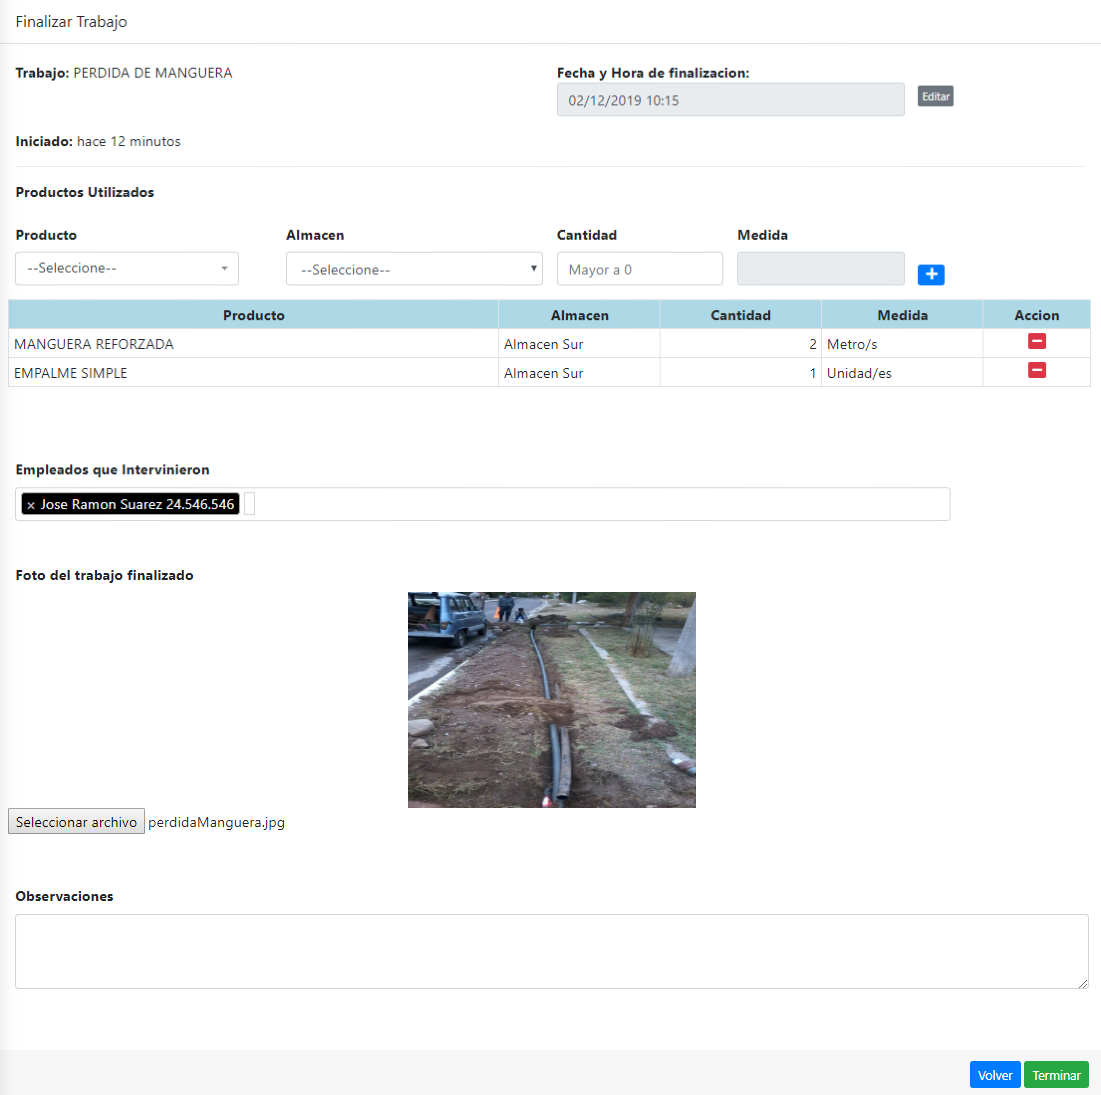 Finalizar Trabajo
Trabajo: PERDIDA DE MANGUERA
Fecha y Hora de finalizacion:
02/12/2019 10:15
Editar
Iniciado: hace 12 minutos
Productos Utilizados
Producto Almacen Cantidad Medida
--Seleccione-- --Seleccione-- Mayor a 0
Producto Almacen Cantidad Medida Accion
MANGUERA REFORZADA Almacen Sur 2 Metro/s
EMPALME SIMPLE Almacen Sur 1 Unidad/es
Empleados que Intervinieron
× Jose Ramon Suarez 24.546.546
Foto del trabajo finalizado
Seleccionar archivo perdidaManguera.jpg
Observaciones
Volver Terminar